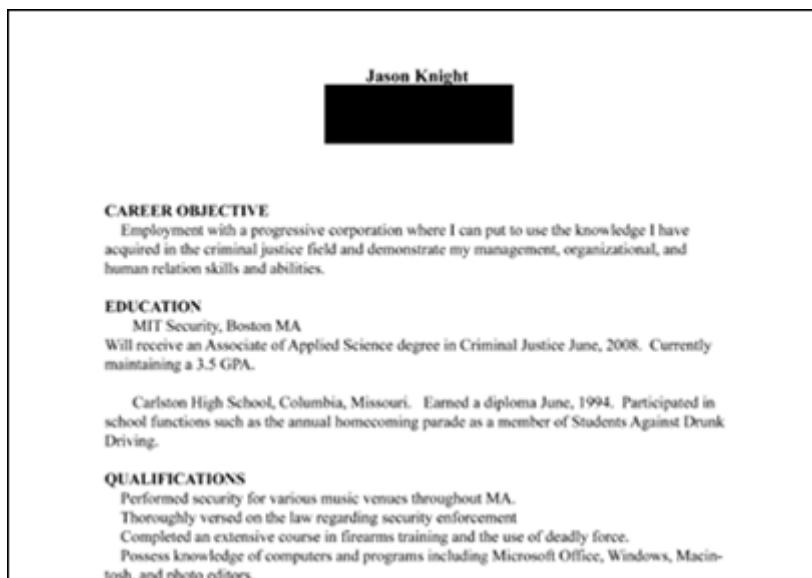 Jason Knight
CAREER OBJECTIVE
Employment with a progressive corporation where I can put to use the knowledge I have
acquired in the criminal justice field and demonstrate my management, organizational, and
human relation skills and abilities.
EDUCATION
MIT Security, Boston MA
Will receive an Associate of Applied Science degree in Criminal Justice June, 2008. Currently
maintaining a 3.5 GPA.
Carlston High School, Columbia, Missouri. Earned a diploma June, 1994. Participated in
school functions such as the annual homecoming parade as a member of Students Against Drunk
Driving.
QUALIFICATIONS
Performed security for various music venues throughout MA.
Thoroughly versed on the law regarding security enforcement
Completed an extensive course in firearms training and the use of deadly force.
Possess knowledge of computers and programs including Microsoft Office, Windows, Macin-
tosh, and photo editors.